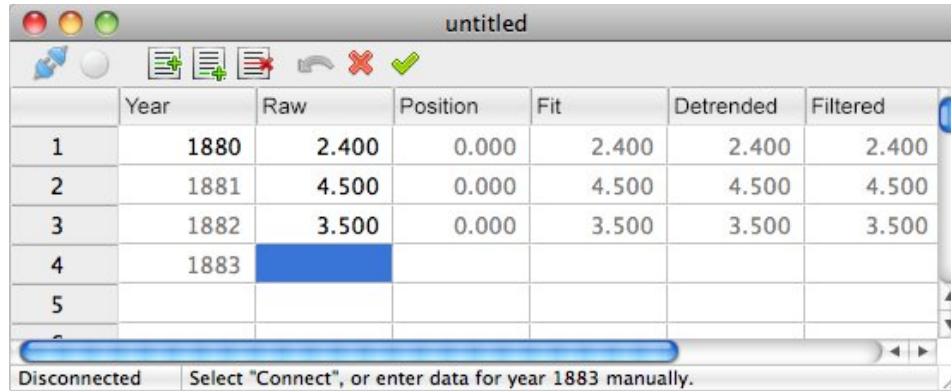 untitled
Year Raw Position Fit Detrended Filtered
1 1880 2.400 0.000 2.400 2.400 2.400
2 1881 4.500 0.000 4.500 4.500 4.500
3 1882 3.500 0.000 3.500 3.500 3.500
4 1883
5
Disconnected Select "Connect", or enter data for year 1883 manually.